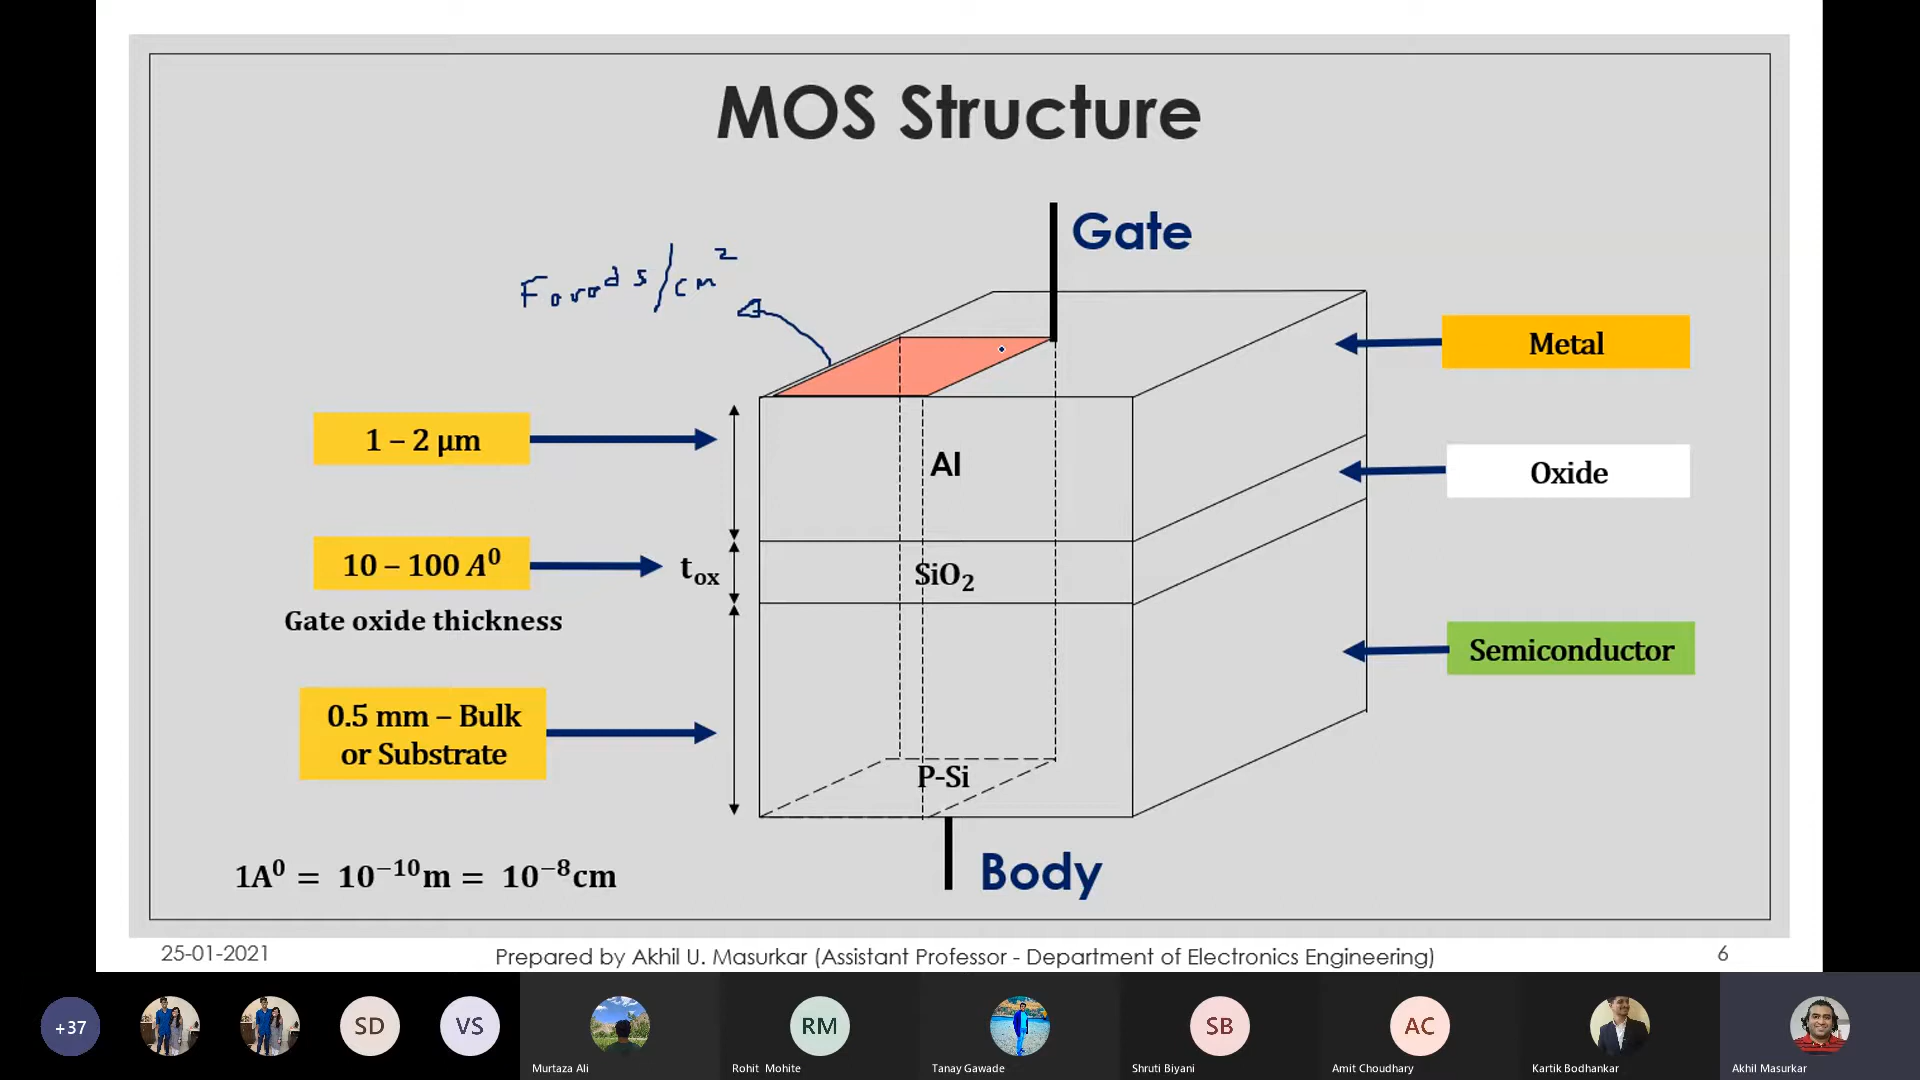 MOS Structure
Gate
Farads/cm²
Metal
1 – 2 µm
Al
Oxide
10 – 100 A⁰
tₒₓ
SiO₂
Gate oxide thickness
Semiconductor
0.5 mm – Bulk
or Substrate
P-Si
1A⁰ = 10⁻¹⁰m = 10⁻⁸cm
Body
25-01-2021
Prepared by Akhil U. Masurkar (Assistant Professor - Department of Electronics Engineering)
6
+37
SD
VS
RM
SB
AC
Murtaza Ali
Rohit Mohite
Tanay Gawade
Shruti Biyani
Amit Choudhary
Kartik Bodhankar
Akhil Masurkar